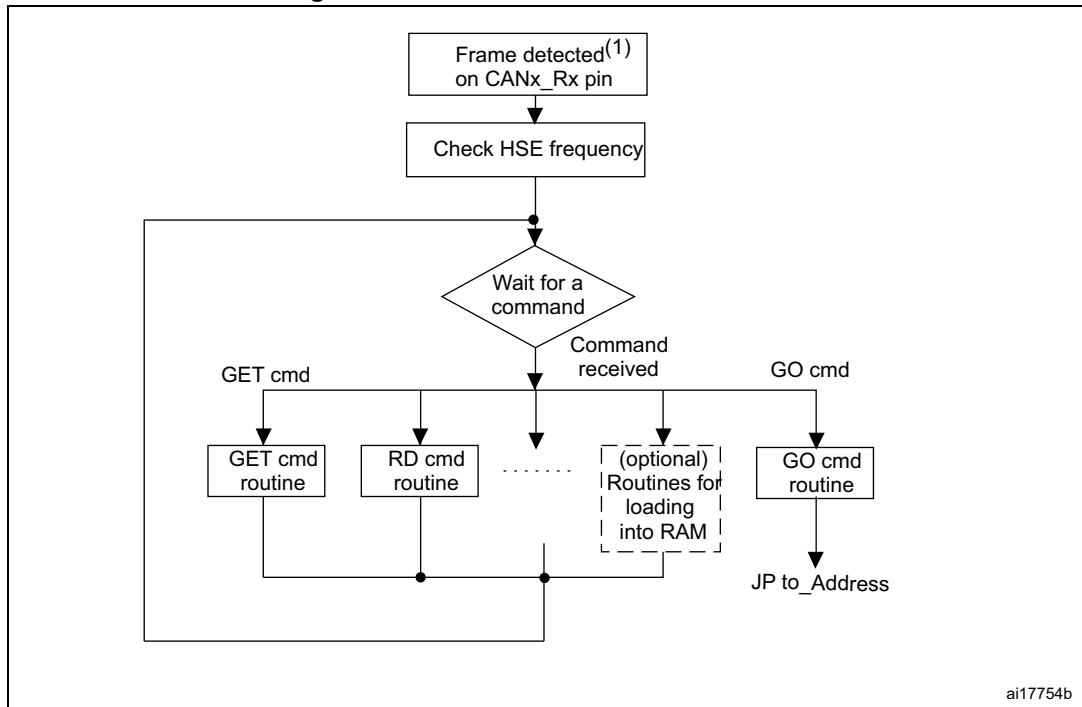 Frame detected(1)
on CANx_Rx pin
Check HSE frequency
Wait for a
command
Command
received
GET cmd
GO cmd
GET cmd
routine
RD cmd
routine
........
(optional)
Routines for
loading
into RAM
GO cmd
routine
JP to_Address
ai17754b